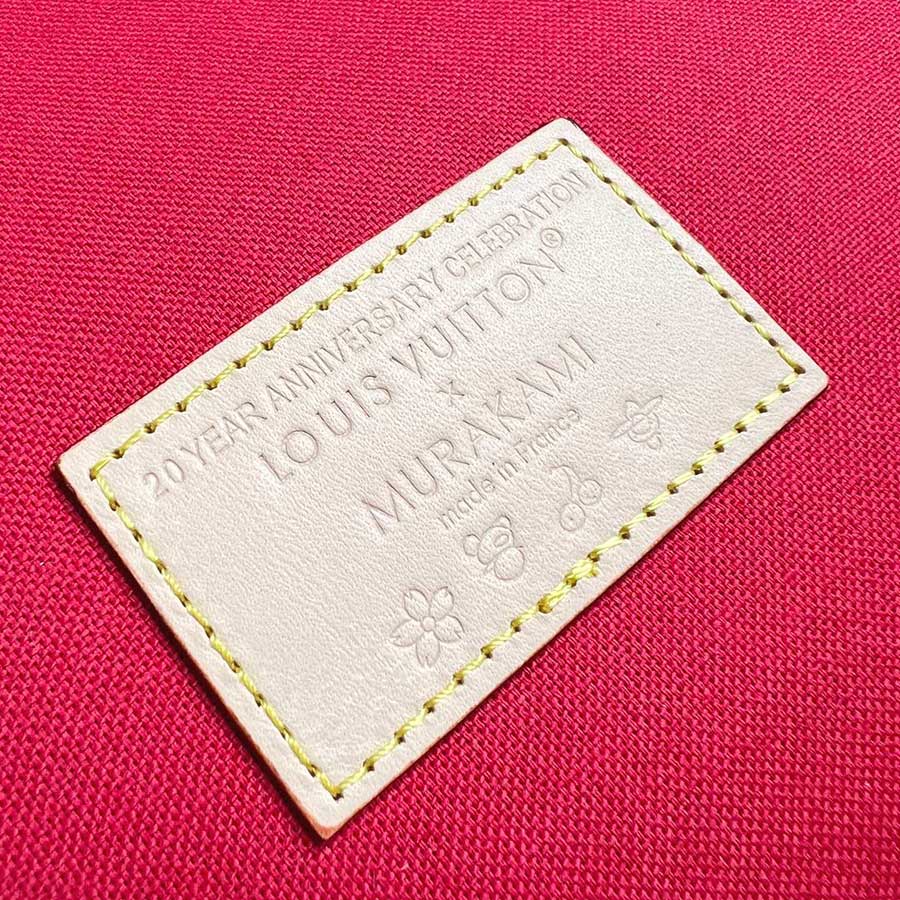 20 YEAR ANNIVERSARY CELEBRATION
LOUIS VUITTON®
x
MURAKAMI
made in France